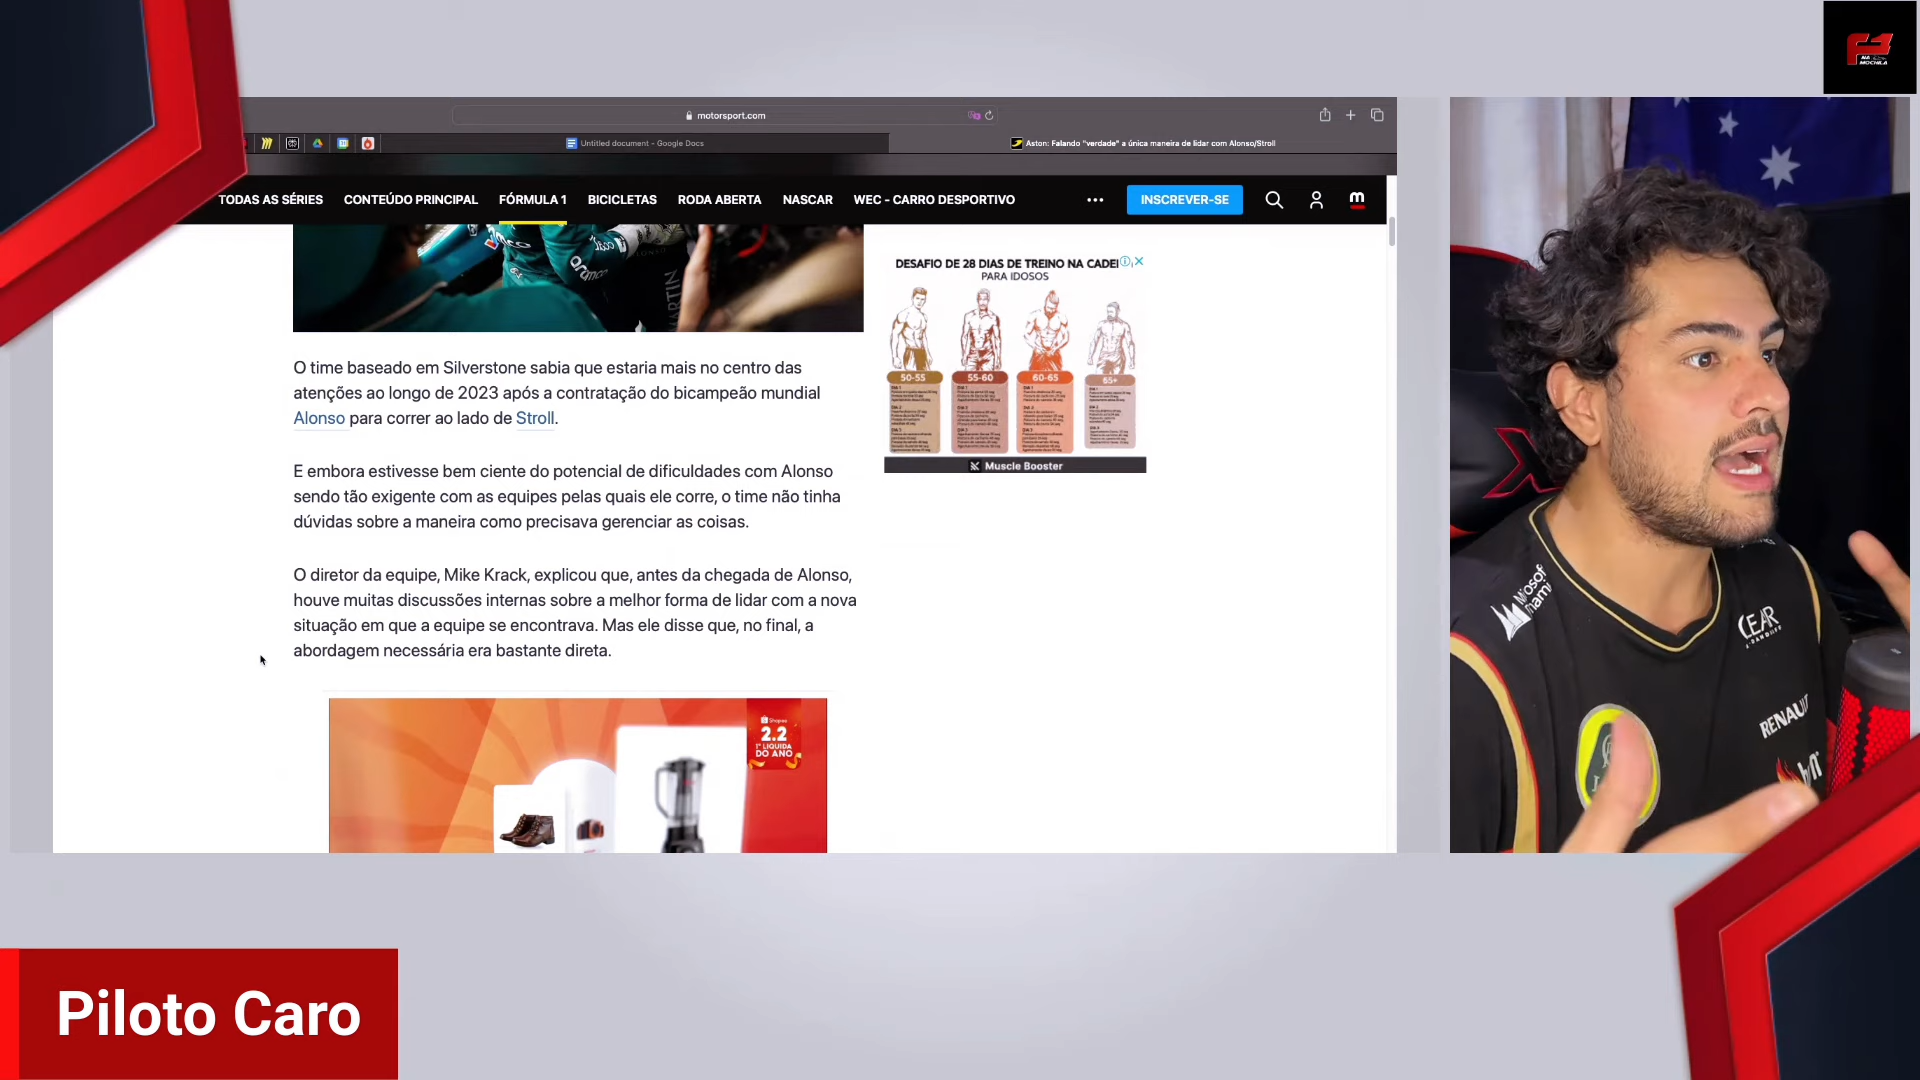 F1
NA
MOCHILA
motorsport.com
Untitled document - Google Docs
Aston: Falando "verdade" a única maneira de lidar com Alonso/Stroll
TODAS AS SÉRIES
CONTEÚDO PRINCIPAL
FÓRMULA 1
BICICLETAS
RODA ABERTA
NASCAR
WEC - CARRO DESPORTIVO
INSCREVER-SE
m
aramco
MARTIN
DESAFIO DE 28 DIAS DE TREINO NA CADEI
PARA IDOSOS
50-55
55-60
60-65
65+
Muscle Booster
O time baseado em Silverstone sabia que estaria mais no centro das
atenções ao longo de 2023 após a contratação do bicampeão mundial
Alonso para correr ao lado de Stroll.
E embora estivesse bem ciente do potencial de dificuldades com Alonso
sendo tão exigente com as equipes pelas quais ele corre, o time não tinha
dúvidas sobre a maneira como precisava gerenciar as coisas.
O diretor da equipe, Mike Krack, explicou que, antes da chegada de Alonso,
houve muitas discussões internas sobre a melhor forma de lidar com a nova
situação em que a equipe se encontrava. Mas ele disse que, no final, a
abordagem necessária era bastante direta.
Shopee
2.2
1ª LIQUIDA
DO ANO
CLEAR
RENAULT
Piloto Caro